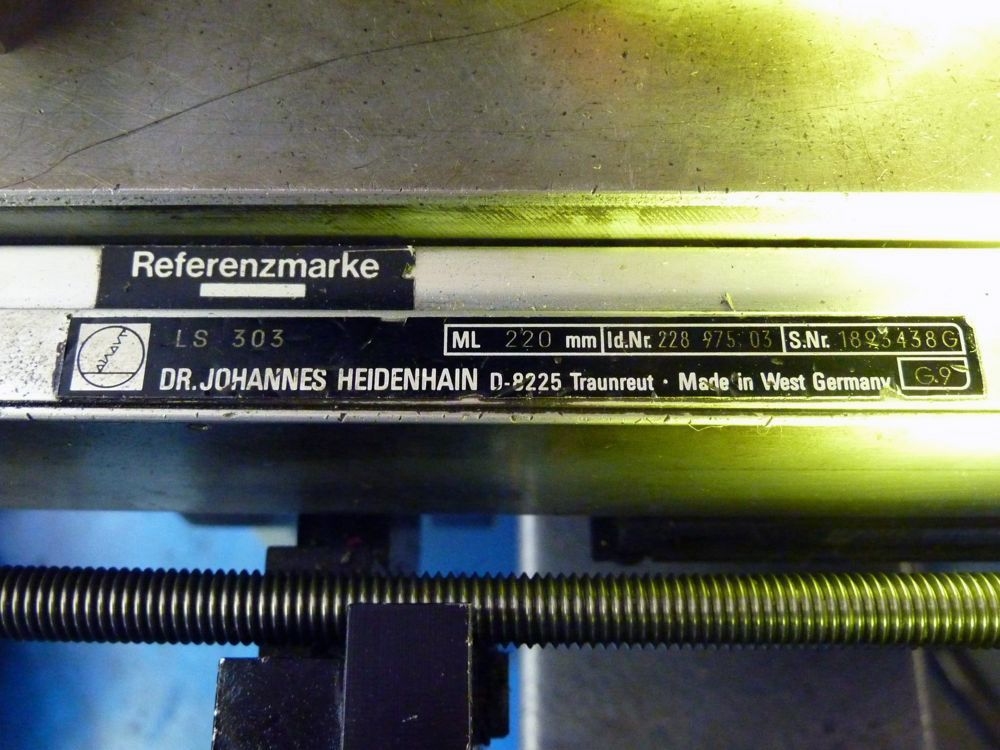 Referenzmarke
LS 303 ML 220 mm Id.Nr. 228 975 03 S.Nr. 1893438G
DR. JOHANNES HEIDENHAIN D-8225 Traunreut · Made in West Germany G.9